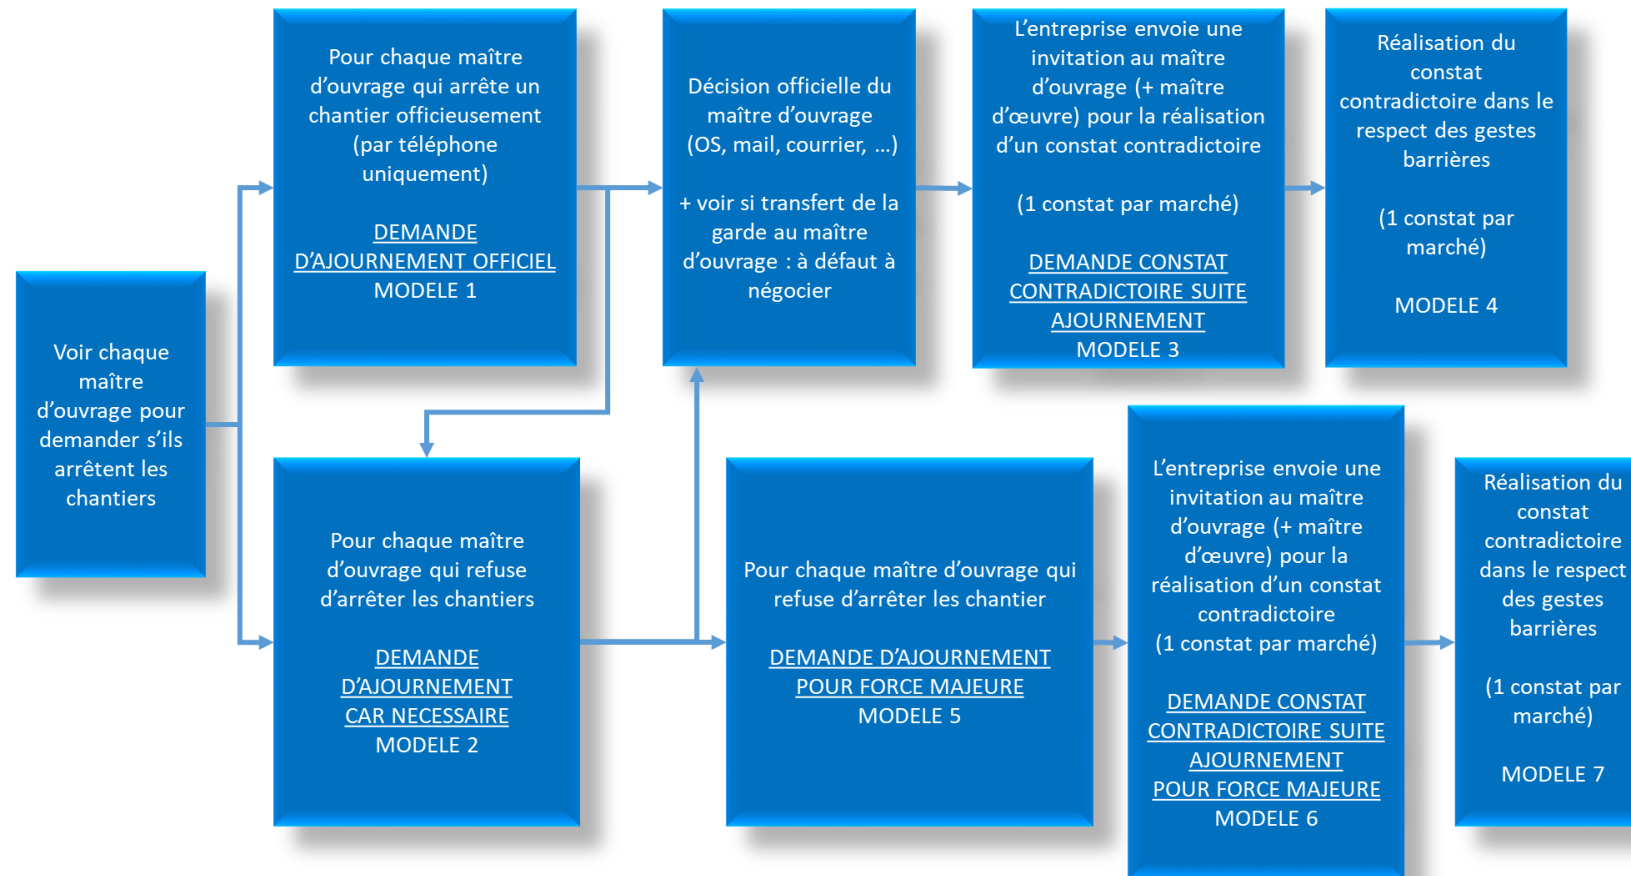 Voir chaque
maître
d'ouvrage pour
demander s'ils
arrêtent les
chantiers
Pour chaque maître
d'ouvrage qui arrête un
chantier officieusement
(par téléphone
uniquement)
DEMANDE
D'AJOURNEMENT OFFICIEL
MODELE 1
Décision officielle du
maître d'ouvrage
(OS, mail, courrier, …)
+ voir si transfert de la
garde au maître
d'ouvrage : à défaut à
négocier
L'entreprise envoie une
invitation au maître
d'ouvrage (+ maître
d'œuvre) pour la réalisation
d'un constat contradictoire
(1 constat par marché)
DEMANDE CONSTAT
CONTRADICTOIRE SUITE
AJOURNEMENT
MODELE 3
Réalisation du
constat
contradictoire dans le
respect des gestes
barrières
(1 constat par
marché)
MODELE 4
Pour chaque maître
d'ouvrage qui refuse
d'arrêter les chantiers
DEMANDE
D'AJOURNEMENT
CAR NECESSAIRE
MODELE 2
Pour chaque maître d'ouvrage qui
refuse d'arrêter les chantier
DEMANDE D'AJOURNEMENT
POUR FORCE MAJEURE
MODELE 5
L'entreprise envoie une
invitation au maître
d'ouvrage (+ maître
d'œuvre) pour la
réalisation d'un constat
contradictoire
(1 constat par marché)
DEMANDE CONSTAT
CONTRADICTOIRE SUITE
AJOURNEMENT
POUR FORCE MAJEURE
MODELE 6
Réalisation du
constat
contradictoire
dans le respect
des gestes
barrières
(1 constat par
marché)
MODELE 7